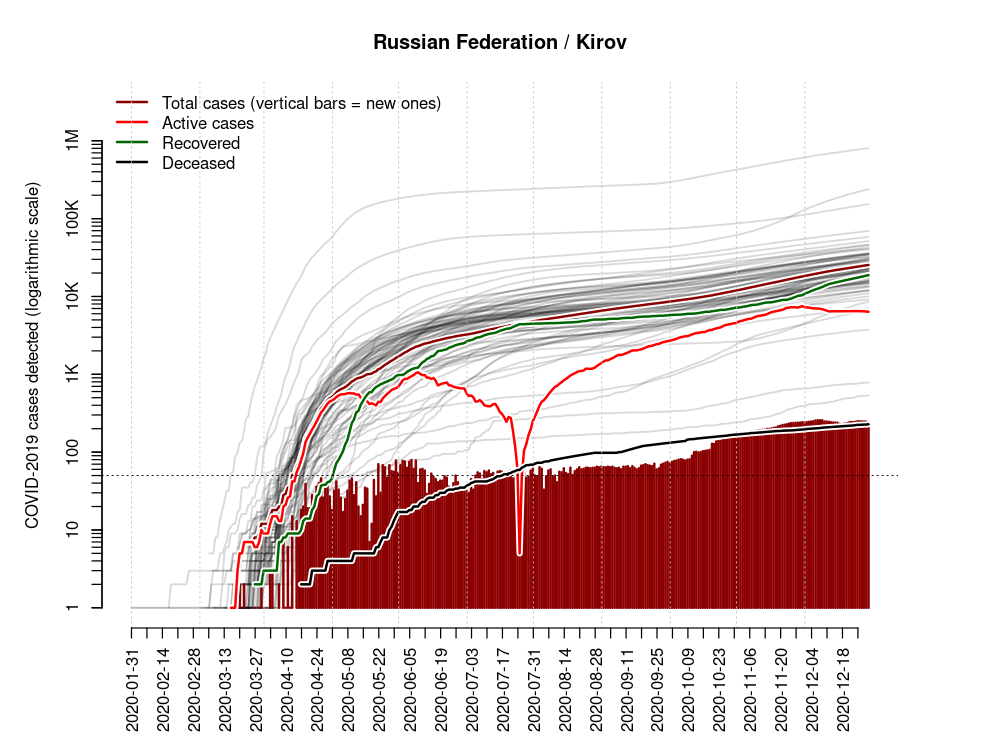 Russian Federation / Kirov
Total cases (vertical bars = new ones)
Active cases
Recovered
Deceased
COVID-2019 cases detected (logarithmic scale)
1M
100K
10K
1K
100
10
1
2020-01-31
2020-02-14
2020-02-28
2020-03-13
2020-03-27
2020-04-10
2020-04-24
2020-05-08
2020-05-22
2020-06-05
2020-06-19
2020-07-03
2020-07-17
2020-07-31
2020-08-14
2020-08-28
2020-09-11
2020-09-25
2020-10-09
2020-10-23
2020-11-06
2020-11-20
2020-12-04
2020-12-18